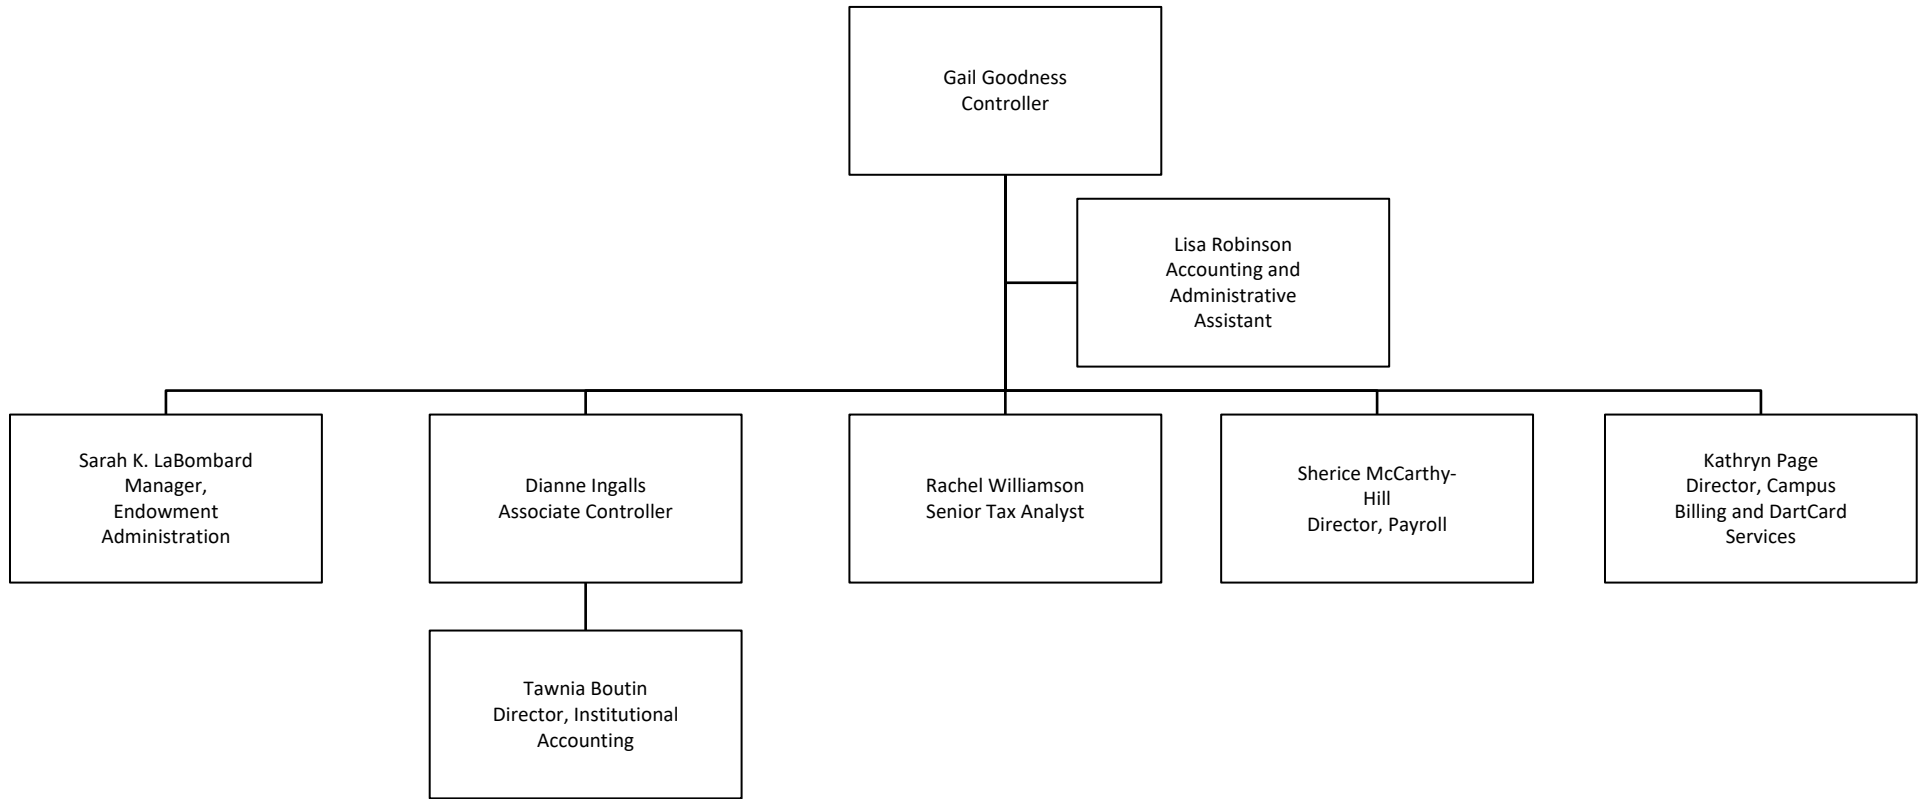 Gail Goodness
Controller
Lisa Robinson
Accounting and
Administrative
Assistant
Sarah K. LaBombard
Manager,
Endowment
Administration
Dianne Ingalls
Associate Controller
Rachel Williamson
Senior Tax Analyst
Sherice McCarthy-
Hill
Director, Payroll
Kathryn Page
Director, Campus
Billing and DartCard
Services
Tawnia Boutin
Director, Institutional
Accounting